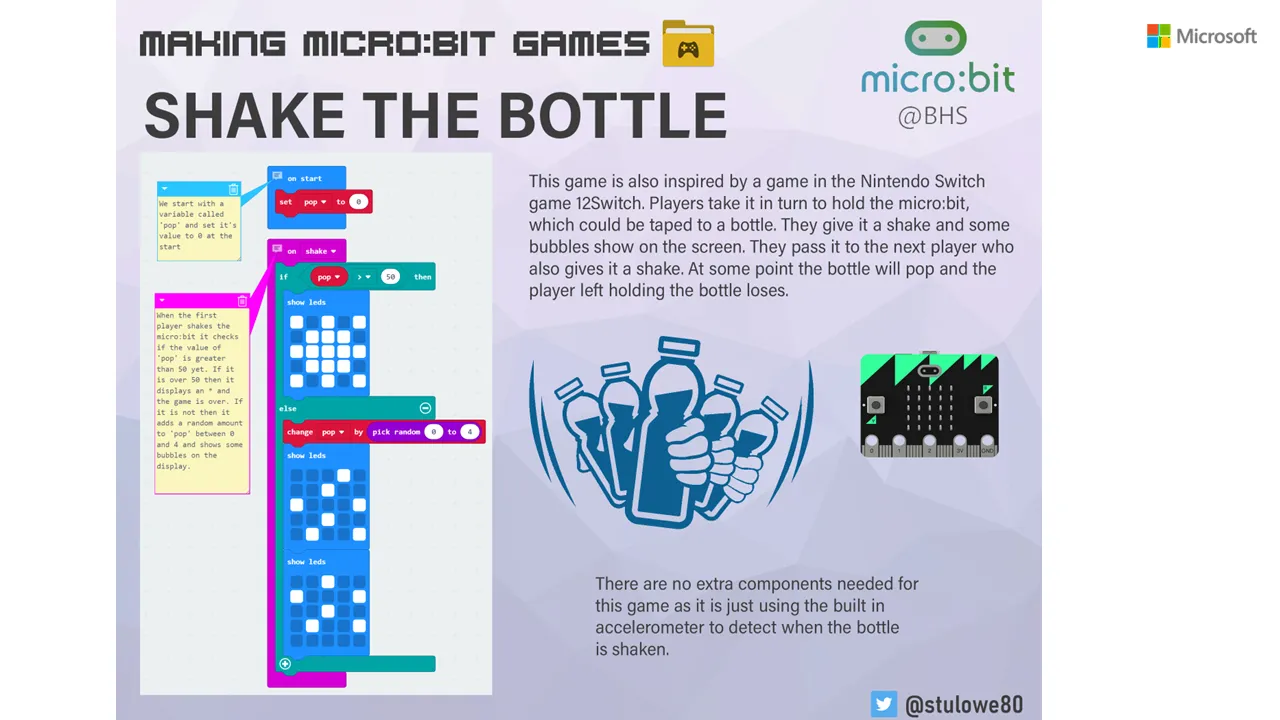 MAKING MICRO:BIT GAMES
Microsoft
micro:bit
@BHS
SHAKE THE BOTTLE
We start with a
variable called
'pop' and set it's
value to 0 at the
start
on start
set pop to 0
on shake
if pop > 50 then
show leds
else
change pop by pick random 0 to 4
show leds
show leds
When the first
player shakes the
micro:bit it checks
if the value of
'pop' is greater
than 50 yet. If it
is over 50 then it
displays an * and
the game is over. If
it is not then it
adds a random amount
to 'pop' between 0
and 4 and shows some
bubbles on the
display.
This game is also inspired by a game in the Nintendo Switch
game 12Switch. Players take it in turn to hold the micro:bit,
which could be taped to a bottle. They give it a shake and some
bubbles show on the screen. They pass it to the next player who
also gives it a shake. At some point the bottle will pop and the
player left holding the bottle loses.
0 1 2 3V GND
There are no extra components needed for
this game as it is just using the built in
accelerometer to detect when the bottle
is shaken.
@stulowe80